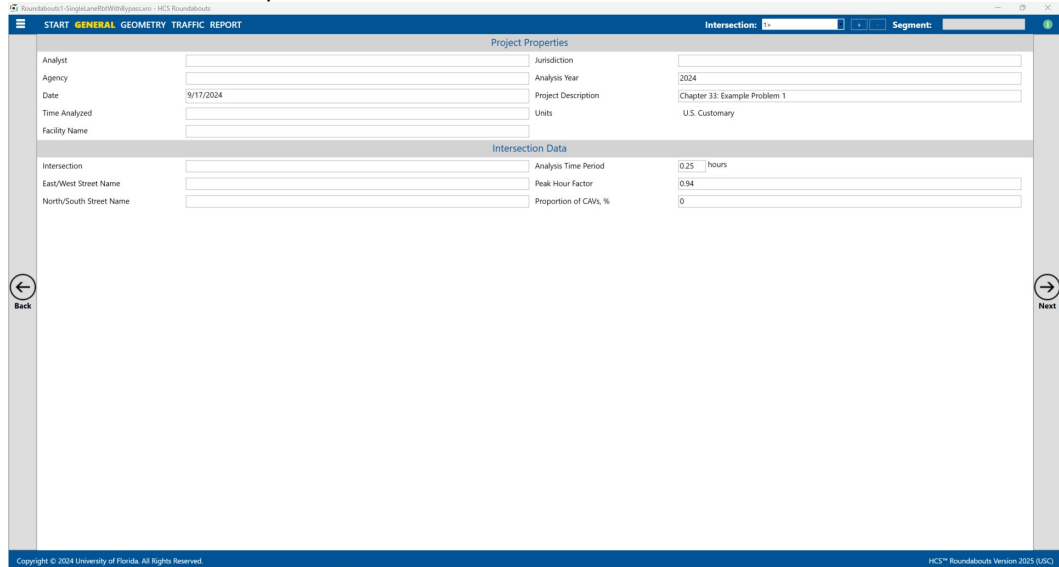 Roundabouts1-SingleLaneRbtWithBypass.xro - HCS Roundabouts
START GENERAL GEOMETRY TRAFFIC REPORT Intersection: 1> Segment:
Project Properties
Analyst Jurisdiction
Agency Analysis Year 2024
Date 9/17/2024 Project Description Chapter 33: Example Problem 1
Time Analyzed Units U.S. Customary
Facility Name
Intersection Data
Intersection Analysis Time Period 0.25 hours
East/West Street Name Peak Hour Factor 0.94
North/South Street Name Proportion of CAVs, % 0
Back Next
Copyright © 2024 University of Florida. All Rights Reserved. HCS™ Roundabouts Version 2025 (USC)